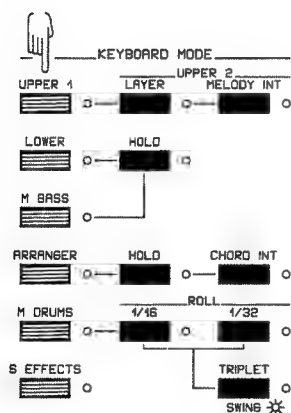 KEYBOARD MODE
UPPER 2
UPPER 1 LAYER MELODY INT
LOWER HOLD
M BASS
ARRANGER HOLD CHORD INT
ROLL
M DRUMS 1/16 1/32
S EFFECTS TRIPLET
SWING